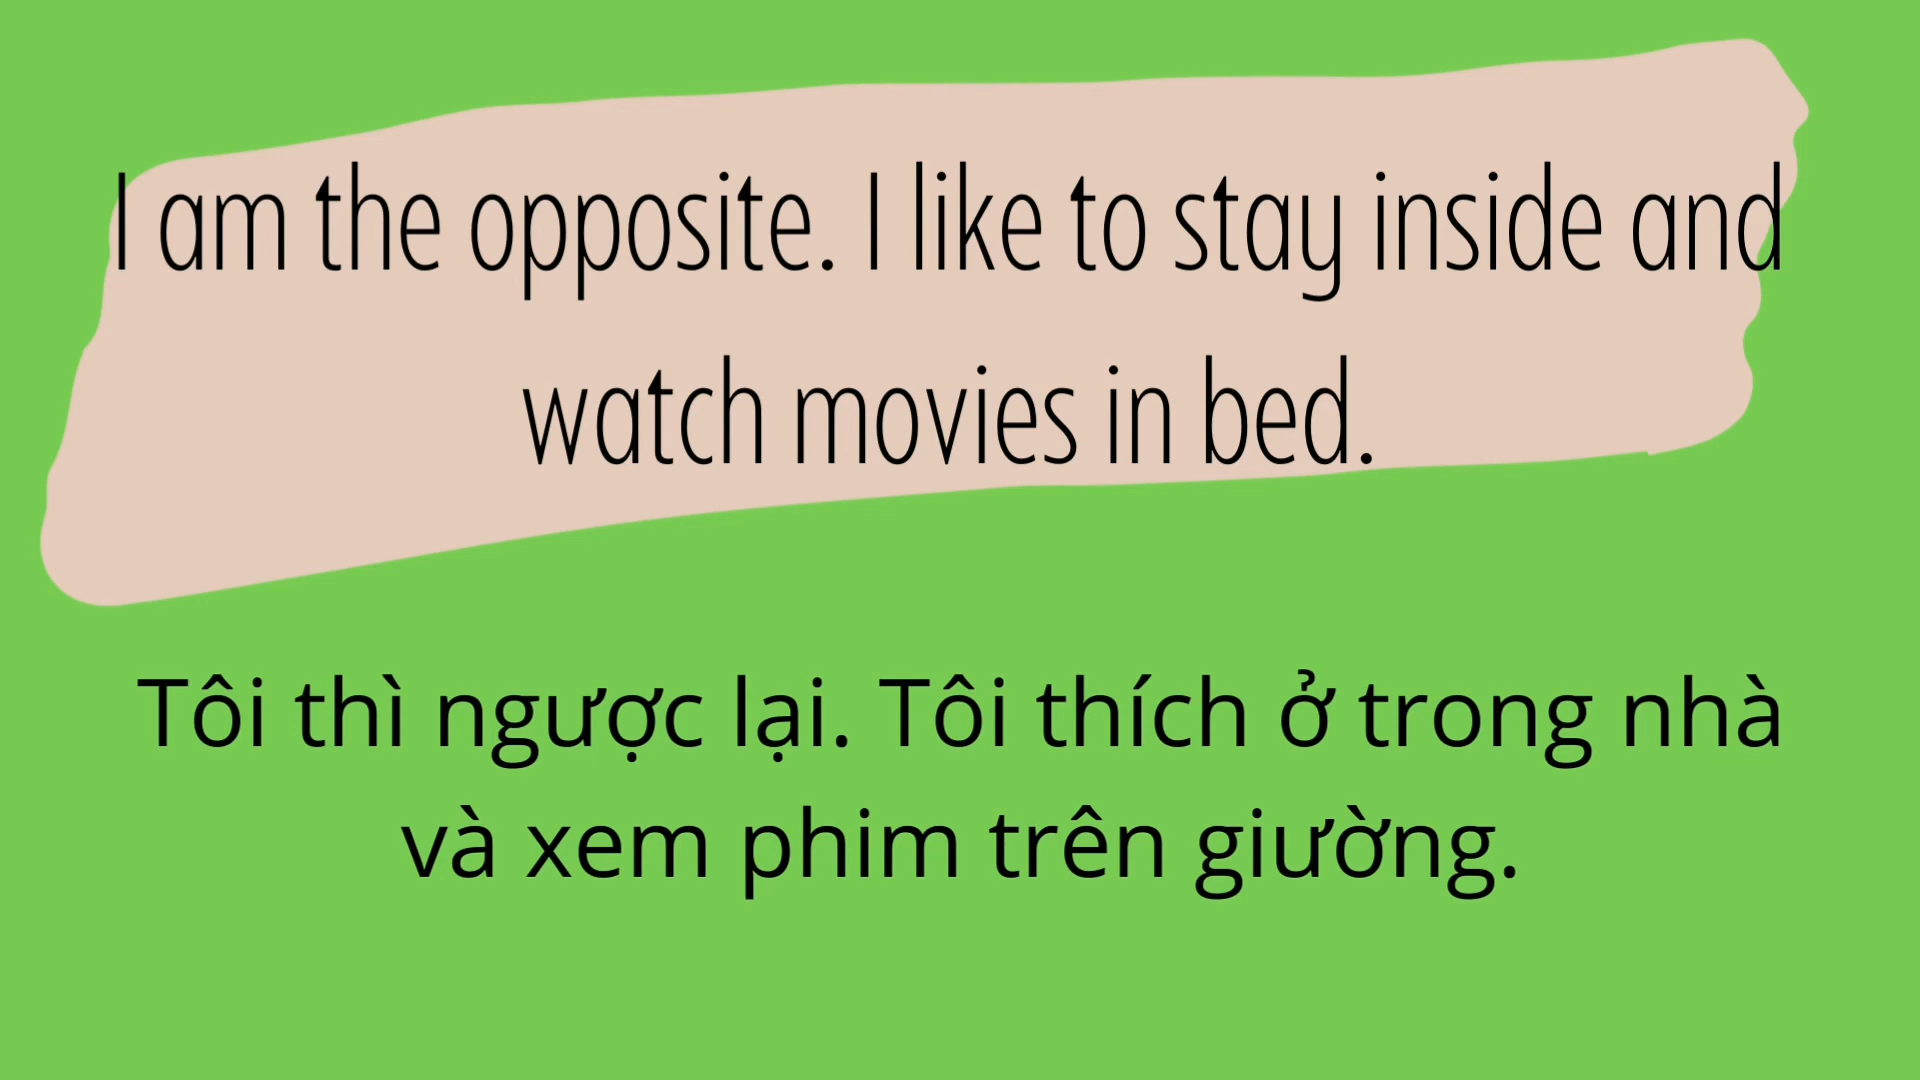 I am the opposite. I like to stay inside and
watch movies in bed.
Tôi thì ngược lại. Tôi thích ở trong nhà
và xem phim trên giường.